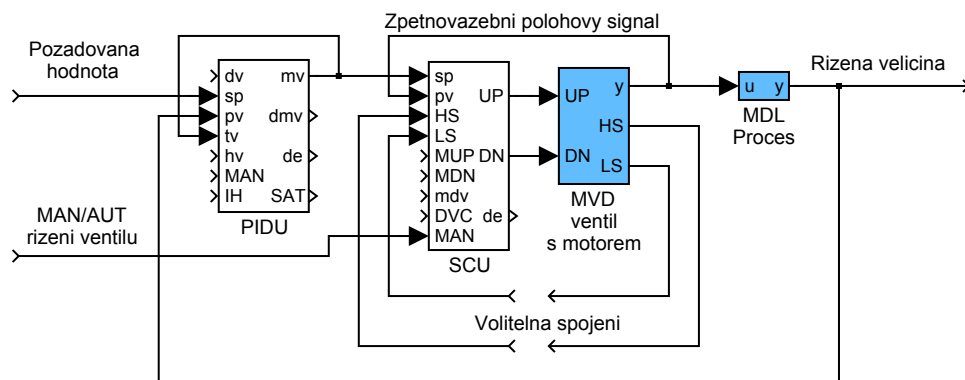 Zpetnovazebni polohovy signal
Pozadovana
hodnota
Rizena velicina
dv
sp
pv
tv
hv
MAN
IH
mv
dmv
de
SAT
PIDU
sp
pv
HS
LS
MUP
MDN
mdv
DVC
MAN
UP
DN
de
SCU
UP
DN
y
HS
LS
MVD
ventil
s motorem
u y
MDL
Proces
MAN/AUT
rizeni ventilu
Volitelna spojeni